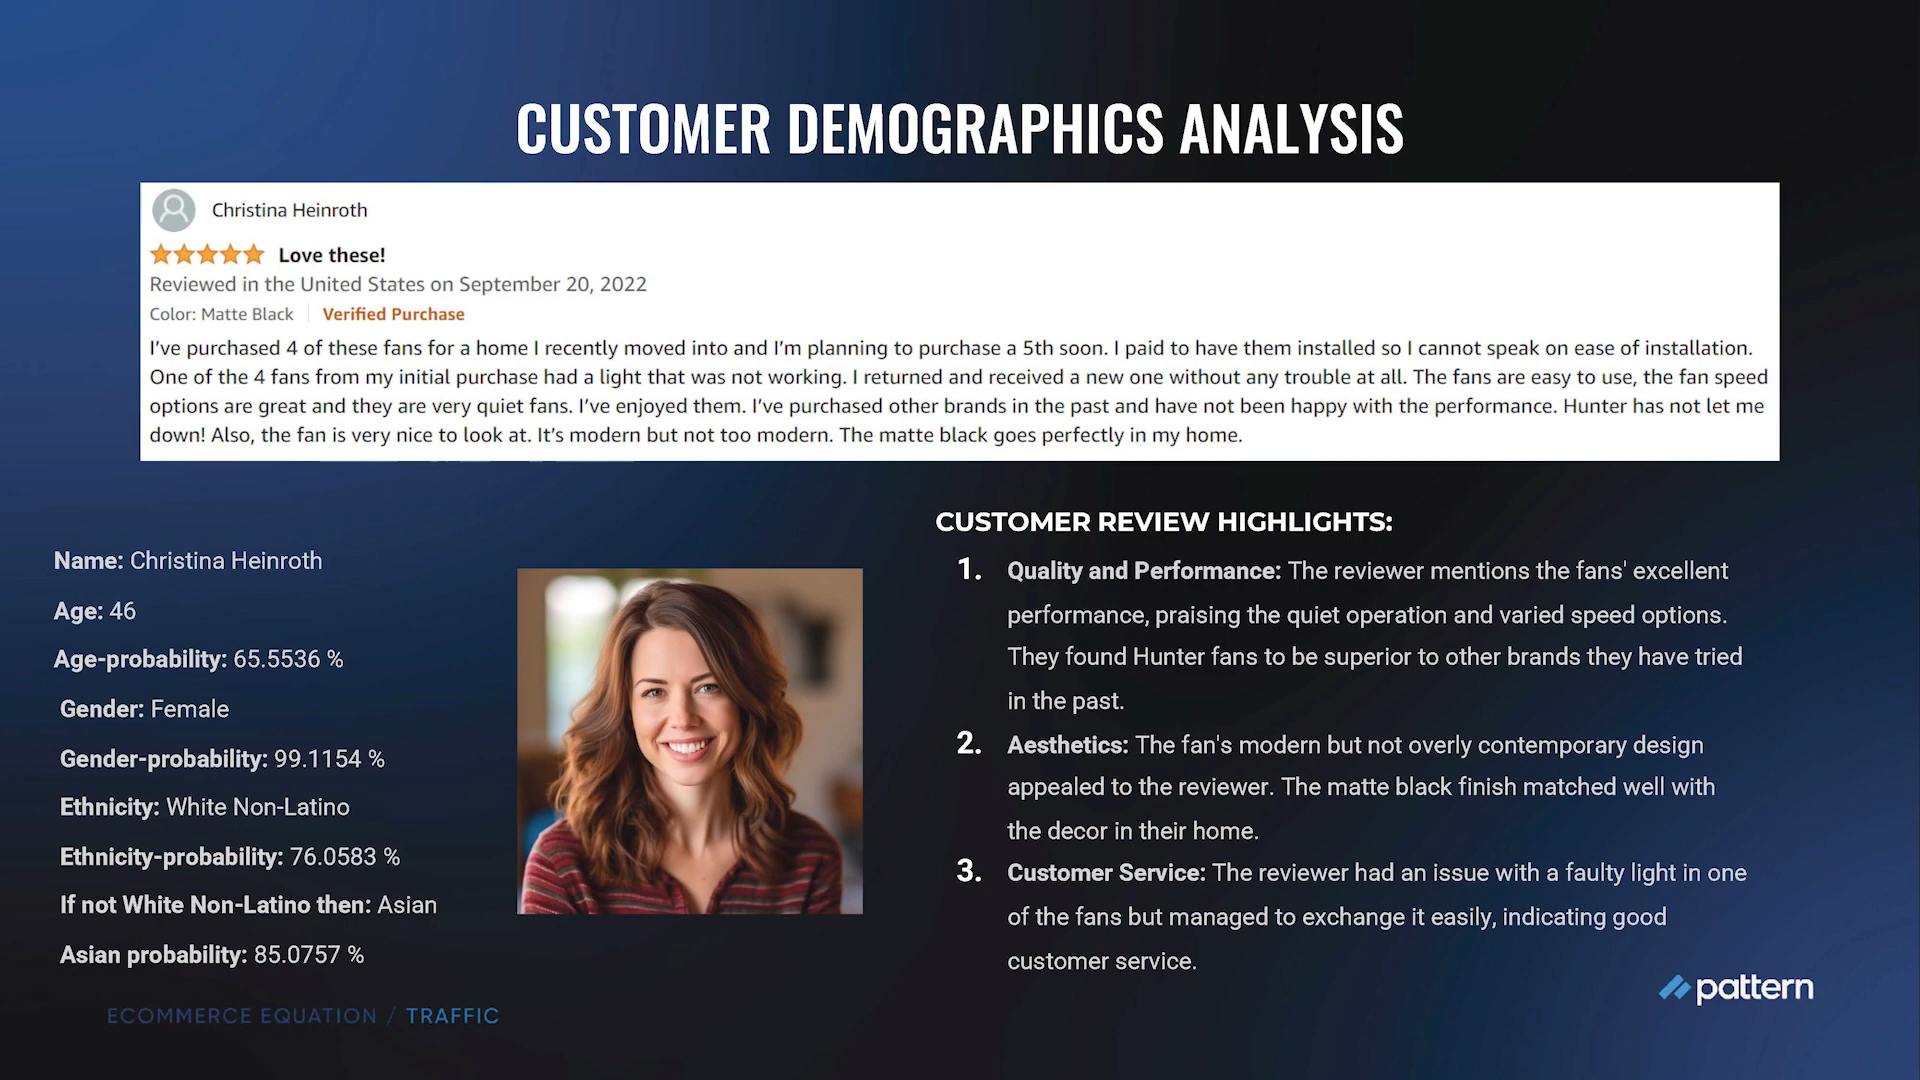 CUSTOMER DEMOGRAPHICS ANALYSIS
Christina Heinroth
Love these!
Reviewed in the United States on September 20, 2022
Color: Matte Black | Verified Purchase
I've purchased 4 of these fans for a home I recently moved into and I'm planning to purchase a 5th soon. I paid to have them installed so I cannot speak on ease of installation.
One of the 4 fans from my initial purchase had a light that was not working. I returned and received a new one without any trouble at all. The fans are easy to use, the fan speed
options are great and they are very quiet fans. I've enjoyed them. I've purchased other brands in the past and have not been happy with the performance. Hunter has not let me
down! Also, the fan is very nice to look at. It's modern but not too modern. The matte black goes perfectly in my home.
Name: Christina Heinroth
Age: 46
Age-probability: 65.5536 %
Gender: Female
Gender-probability: 99.1154 %
Ethnicity: White Non-Latino
Ethnicity-probability: 76.0583 %
If not White Non-Latino then: Asian
Asian probability: 85.0757 %
CUSTOMER REVIEW HIGHLIGHTS:
1. Quality and Performance: The reviewer mentions the fans' excellent
performance, praising the quiet operation and varied speed options.
They found Hunter fans to be superior to other brands they have tried
in the past.
2. Aesthetics: The fan's modern but not overly contemporary design
appealed to the reviewer. The matte black finish matched well with
the decor in their home.
3. Customer Service: The reviewer had an issue with a faulty light in one
of the fans but managed to exchange it easily, indicating good
customer service.
pattern
ECOMMERCE EQUATION / TRAFFIC